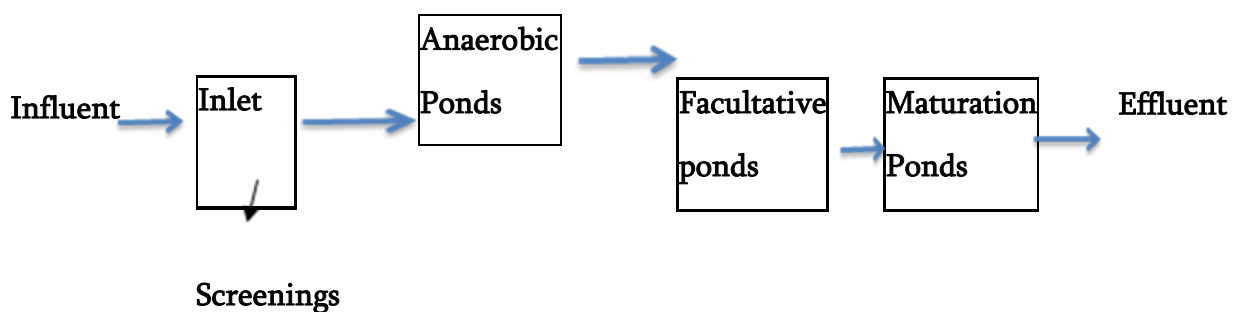 Influent
Inlet
Anaerobic
Ponds
Facultative
ponds
Maturation
Ponds
Effluent
Screenings